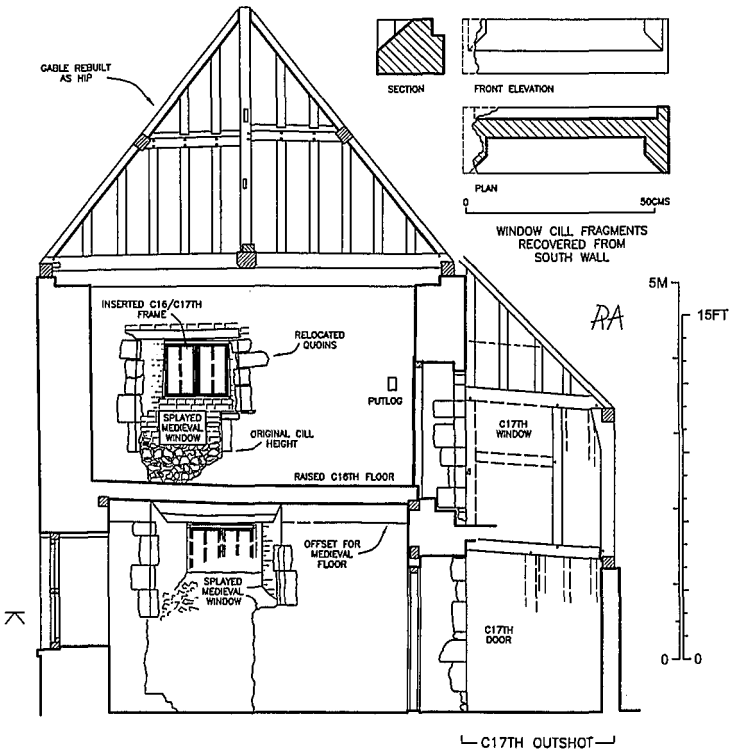 GABLE REBUILT
AS HIP
SECTION
FRONT ELEVATION
PLAN
0 50CMS
WINDOW CILL FRAGMENTS
RECOVERED FROM
SOUTH WALL
5M
15FT
RA
INSERTED C16/C17TH
FRAME
RELOCATED
QUOINS
PUTLOG
SPLAYED
MEDIEVAL
WINDOW
ORIGINAL CILL
HEIGHT
C17TH
WINDOW
RAISED C16TH FLOOR
OFFSET FOR
MEDIEVAL
FLOOR
SPLAYED
MEDIEVAL
WINDOW
K
C17TH
DOOR
0 0
C17TH OUTSHOT